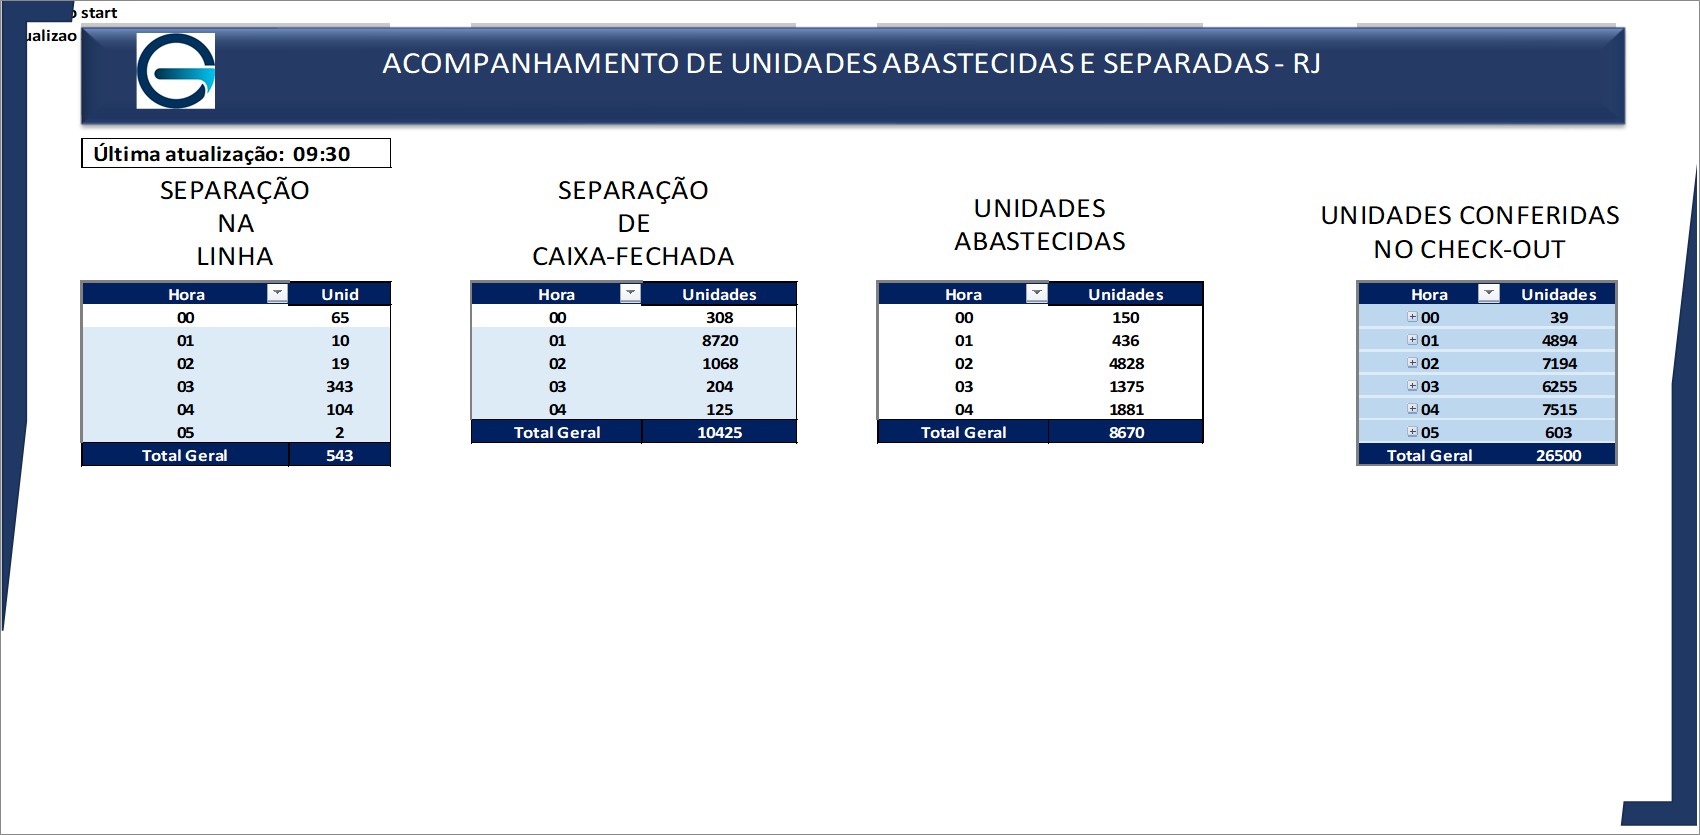 start
ACOMPANHAMENTO DE UNIDADES ABASTECIDAS E SEPARADAS - RJ
Última atualização: 09:30
SEPARAÇÃO
NA
LINHA
Hora Unid
00 65
01 10
02 19
03 343
04 104
05 2
Total Geral 543
SEPARAÇÃO
DE
CAIXA-FECHADA
Hora Unidades
00 308
01 8720
02 1068
03 204
04 125
Total Geral 10425
UNIDADES
ABASTECIDAS
Hora Unidades
00 150
01 436
02 4828
03 1375
04 1881
Total Geral 8670
UNIDADES CONFERIDAS
NO CHECK-OUT
Hora Unidades
00 39
01 4894
02 7194
03 6255
04 7515
05 603
Total Geral 26500